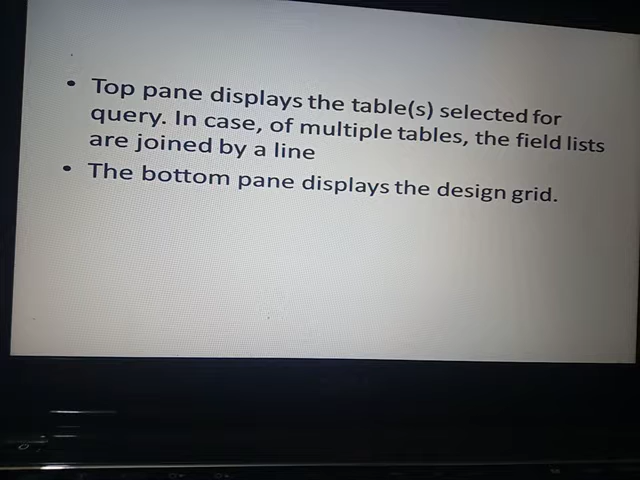 • Top pane displays the table(s) selected for
query. In case, of multiple tables, the field lists
are joined by a line
• The bottom pane displays the design grid.